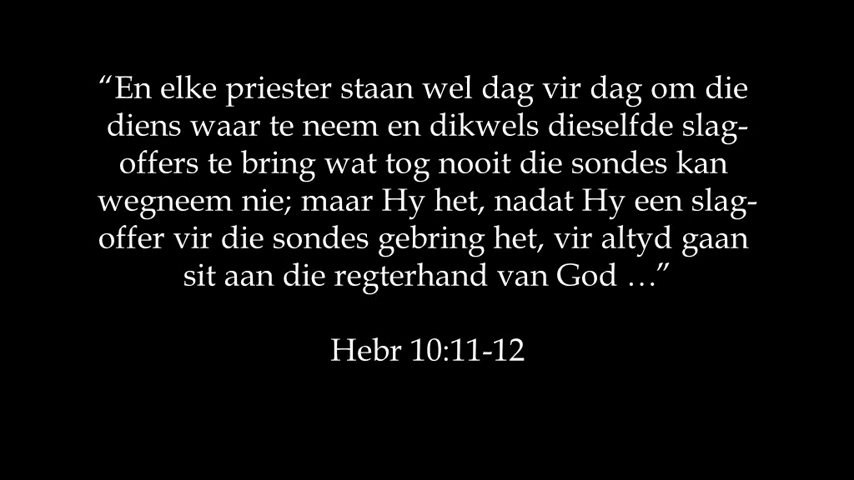 “En elke priester staan wel dag vir dag om die
diens waar te neem en dikwels dieselfde slag-
offers te bring wat tog nooit die sondes kan
wegneem nie; maar Hy het, nadat Hy een slag-
offer vir die sondes gebring het, vir altyd gaan
sit aan die regterhand van God …”
Hebr 10:11-12